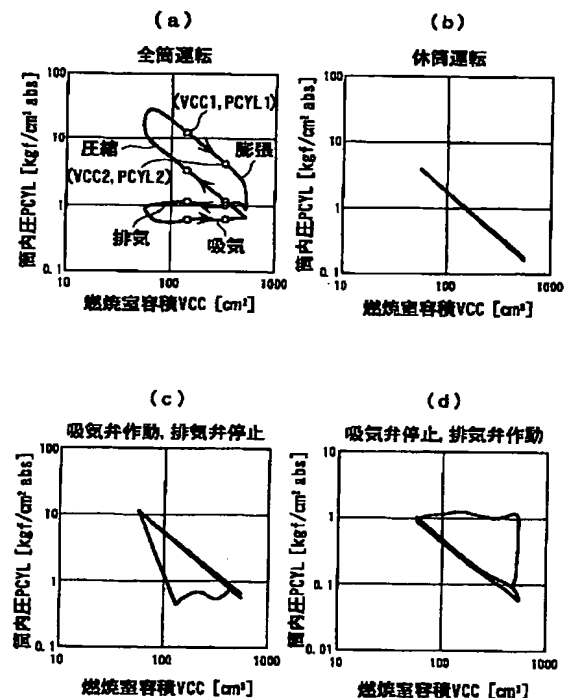 (a)
全筒運転
筒内圧PCYL [kgf/cm² abs]
100
10
1
0.1
(VCC1, PCYL1)
圧縮
(VCC2, PCYL2)
膨張
排気
吸気
10
100
1000
燃焼室容積VCC [cm³]
(b)
休筒運転
筒内圧PCYL [kgf/cm² abs]
100
10
1
0.1
10
100
1000
燃焼室容積VCC [cm³]
(c)
吸気弁作動,排気弁停止
筒内圧PCYL [kgf/cm² abs]
100
10
1
0.1
10
100
1000
燃焼室容積VCC [cm³]
(d)
吸気弁停止,排気弁作動
筒内圧PCYL [kgf/cm² abs]
10
1
0.1
0.01
10
100
1000
燃焼室容積VCC [cm³]